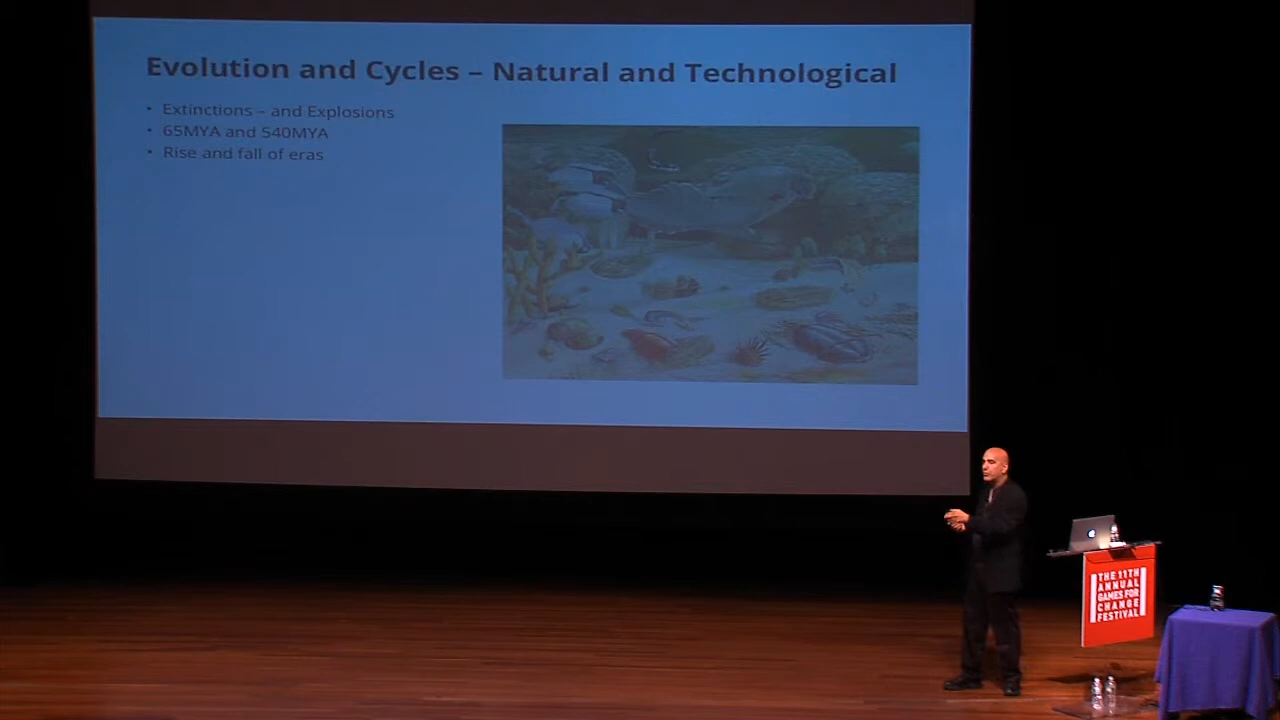 Evolution and Cycles – Natural and Technological
• Extinctions – and Explosions
• 65MYA and 540MYA
• Rise and fall of eras
THE 11TH
ANNUAL
GAMES FOR
CHANGE
FESTIVAL